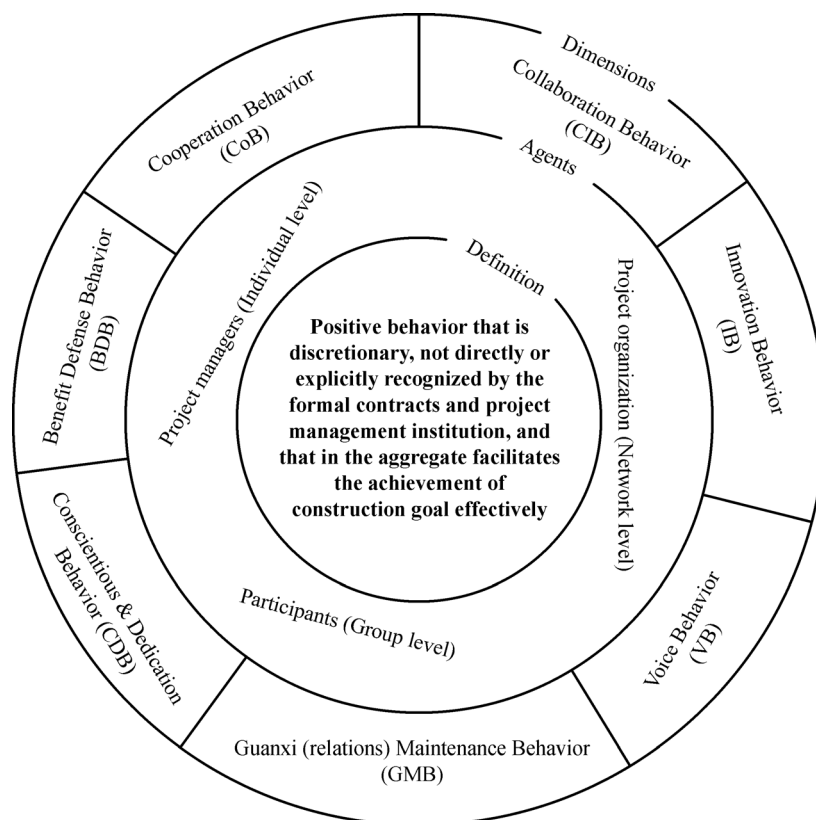 Dimensions
Collaboration Behavior
(CIB)
Innovation Behavior
(IB)
Voice Behavior
(VB)
Guanxi (relations) Maintenance Behavior
(GMB)
Conscientious & Dedication
Behavior (CDB)
Benefit Defense Behavior
(BDB)
Cooperation Behavior
(CoB)
Agents
Project organization (Network level)
Participants (Group level)
Project managers (Individual level)
Definition
Positive behavior that is
discretionary, not directly or
explicitly recognized by the
formal contracts and project
management institution, and
that in the aggregate facilitates
the achievement of
construction goal effectively